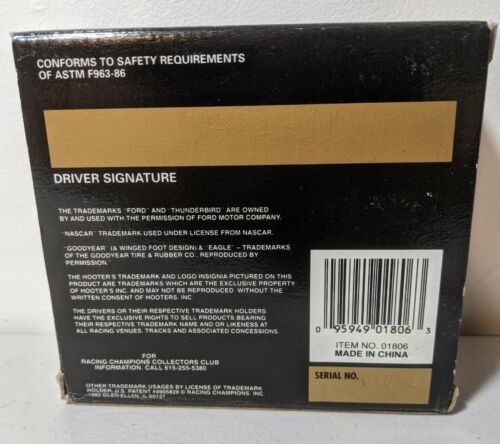 CONFORMS TO SAFETY REQUIREMENTS
OF ASTM F963-86
DRIVER SIGNATURE
THE TRADEMARKS "FORD" AND "THUNDERBIRD" ARE OWNED
BY AND USED WITH THE PERMISSION OF FORD MOTOR COMPANY.
"NASCAR" TRADEMARK USED UNDER LICENSE FROM NASCAR.
"GOODYEAR" (& WINGED FOOT DESIGN) & "EAGLE" – TRADEMARKS
OF THE GOODYEAR TIRE & RUBBER CO., REPRODUCED BY
PERMISSION.
THE HOOTER'S TRADEMARK AND LOGO INSIGNIA PICTURED ON THIS
PRODUCT ARE TRADEMARKS WHICH ARE THE EXCLUSIVE PROPERTY
OF HOOTER'S INC. AND MAY NOT BE REPRODUCED WITHOUT THE
WRITTEN CONSENT OF HOOTERS, INC.
THE DRIVERS OR THEIR RESPECTIVE TRADEMARK HOLDERS
HAVE THE EXCLUSIVE RIGHTS TO SELL PRODUCTS BEARING
THEIR RESPECTIVE TRADEMARK NAME AND OR LIKENESS AT
ALL RACING VENUES, TRACKS AND ASSOCIATED CONCESSIONS.
0 95949 01806 3
ITEM NO. 01806
MADE IN CHINA
FOR
RACING CHAMPIONS COLLECTORS CLUB
INFORMATION. CALL 615-255-5380
SERIAL NO.
OTHER TRADEMARK USAGES BY LICENSE OF TRADEMARK
HOLDER. U.S. PATENT #4905828 © RACING CHAMPIONS, INC.
1993 GLEN ELLYN, IL 60137